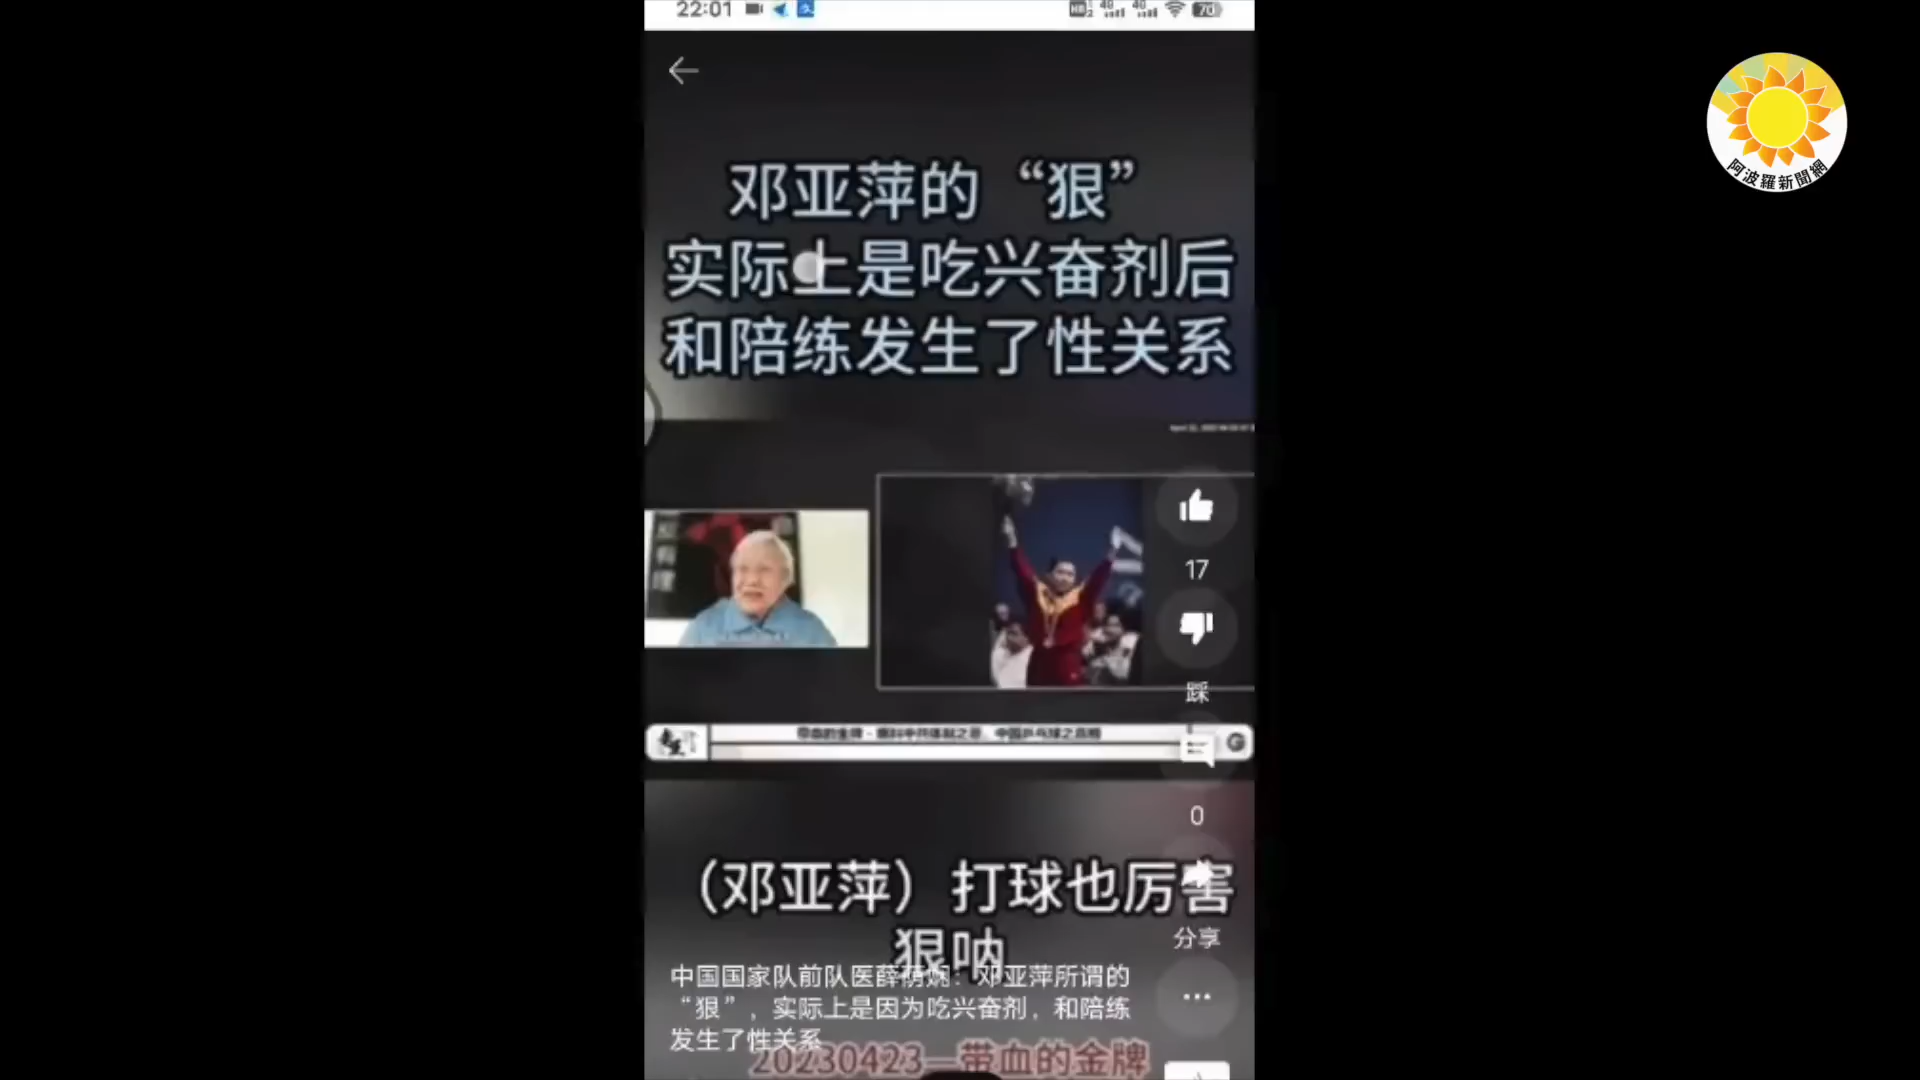 22:01
70
阿波羅新聞網
邓亚萍的“狠”
实际上是吃兴奋剂后
和陪练发生了性关系
17
踩
0
（邓亚萍）打球也厉害
狠呐
分享
中国国家队前队医薛荫娴：邓亚萍所谓的
“狠”，实际上是因为吃兴奋剂，和陪练
发生了性关系
20230423—带血的金牌